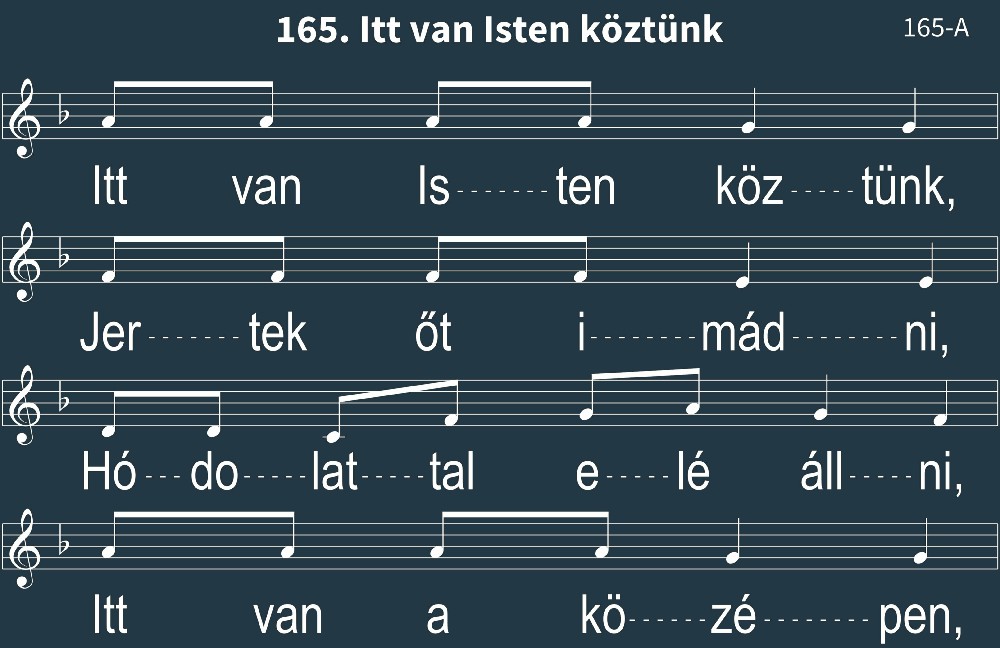 165. Itt van Isten köztünk
165-A
Itt van Is-------ten köz-----tünk,
Jer-------tek őt i--------mád--------ni,
Hó---do-----lat----tal e-----lé áll-----ni,
Itt van a kö------zé--------pen,